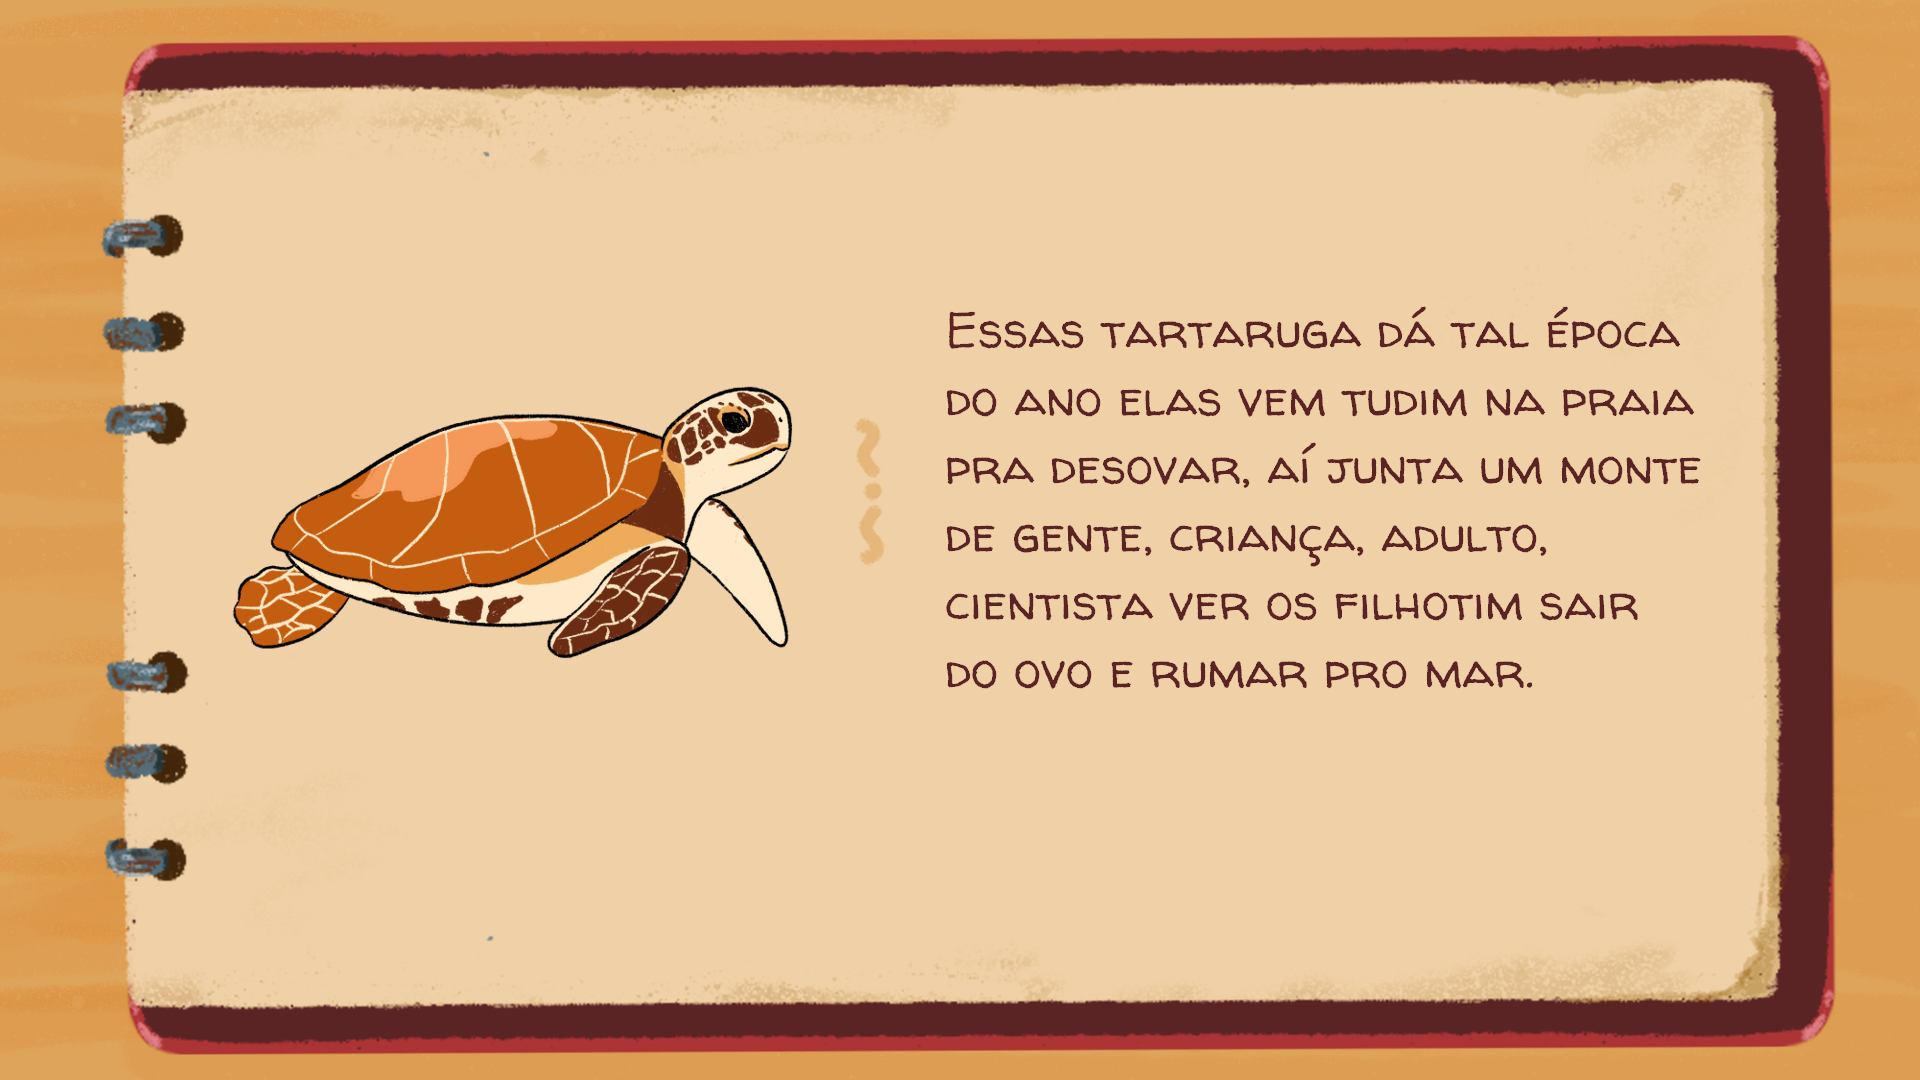 Essas tartaruga dá tal época
do ano elas vem tudim na praia
pra desovar, aí junta um monte
de gente, criança, adulto,
cientista ver os filhotim sair
do ovo e rumar pro mar.